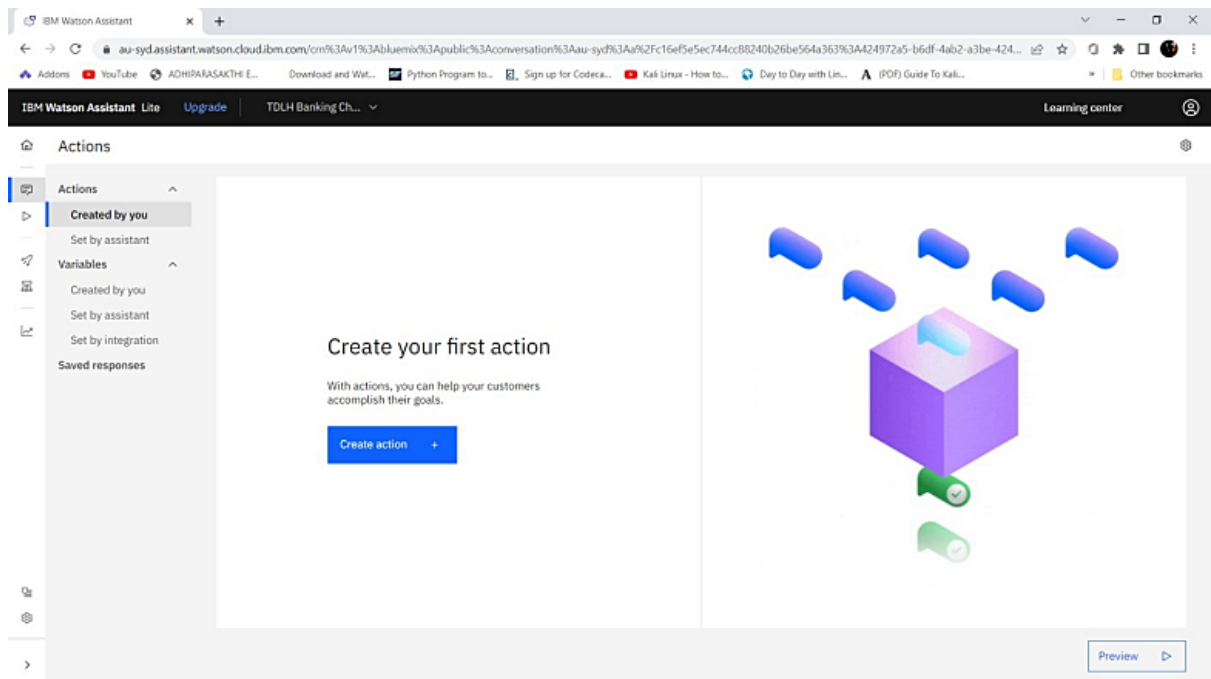 IBM Watson Assistant
au-syd.assistant.watson.cloud.ibm.com/crn%3Av1%3Abluemix%3Apublic%3Aconversation%3Aau-syd%3Aa%2Fc16ef5e5ec744cc88240b26be564a363%3A424972a5-b6df-4ab2-a3be-424...
Addons YouTube ADHIPARASAKTHI E... Download and Wat... Python Program to... Sign up for Codeca... Kali Linux - How to... Day to Day with Lin... (PDF) Guide To Kali... » Other bookmarks
IBM Watson Assistant Lite Upgrade TDLH Banking Ch... Learning center
Actions
Actions
Created by you
Set by assistant
Variables
Created by you
Set by assistant
Set by integration
Saved responses
Create your first action
With actions, you can help your customers
accomplish their goals.
Create action +
Preview